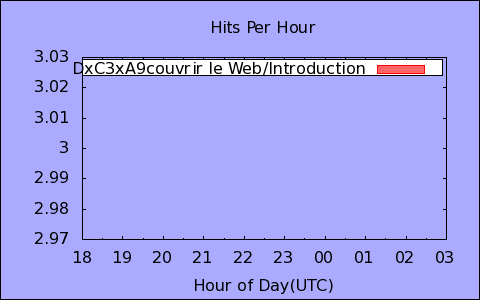 Hits Per Hour
3.03
DxC3xA9couvrir le Web/Introduction
3.02
3.01
3
2.99
2.98
2.97
18 19 20 21 22 23 00 01 02 03
Hour of Day(UTC)